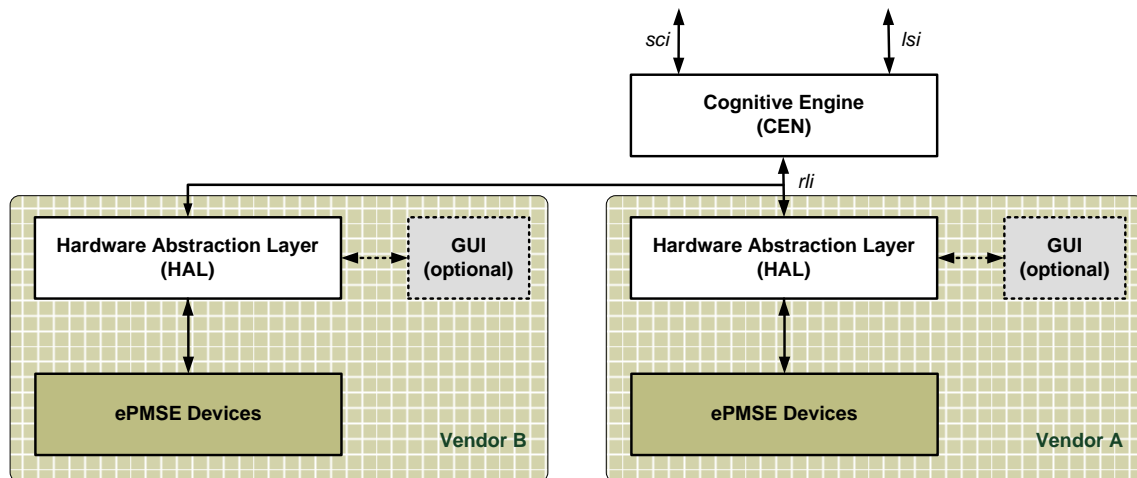 sci
lsi
Cognitive Engine
(CEN)
rli
Hardware Abstraction Layer
(HAL)
GUI
(optional)
Hardware Abstraction Layer
(HAL)
GUI
(optional)
ePMSE Devices
Vendor B
ePMSE Devices
Vendor A